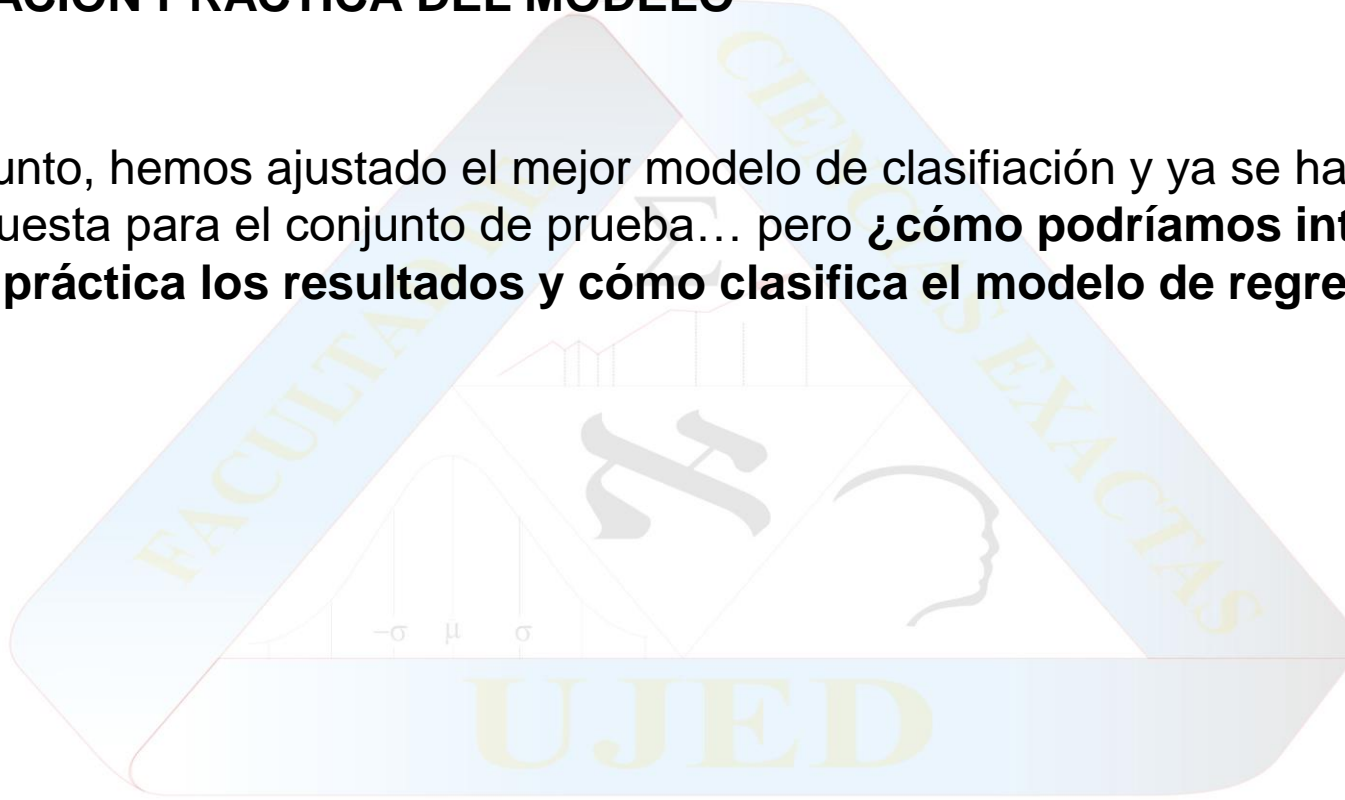 ACIÓN PRÁCTICA DEL MODELO
unto, hemos ajustado el mejor modelo de clasifiación y ya se ha
uesta para el conjunto de prueba… pero ¿cómo podríamos int
práctica los resultados y cómo clasifica el modelo de regre
FACULTAD DE
CIENCIAS EXACTAS
Σ
א
−σ μ σ
UJED